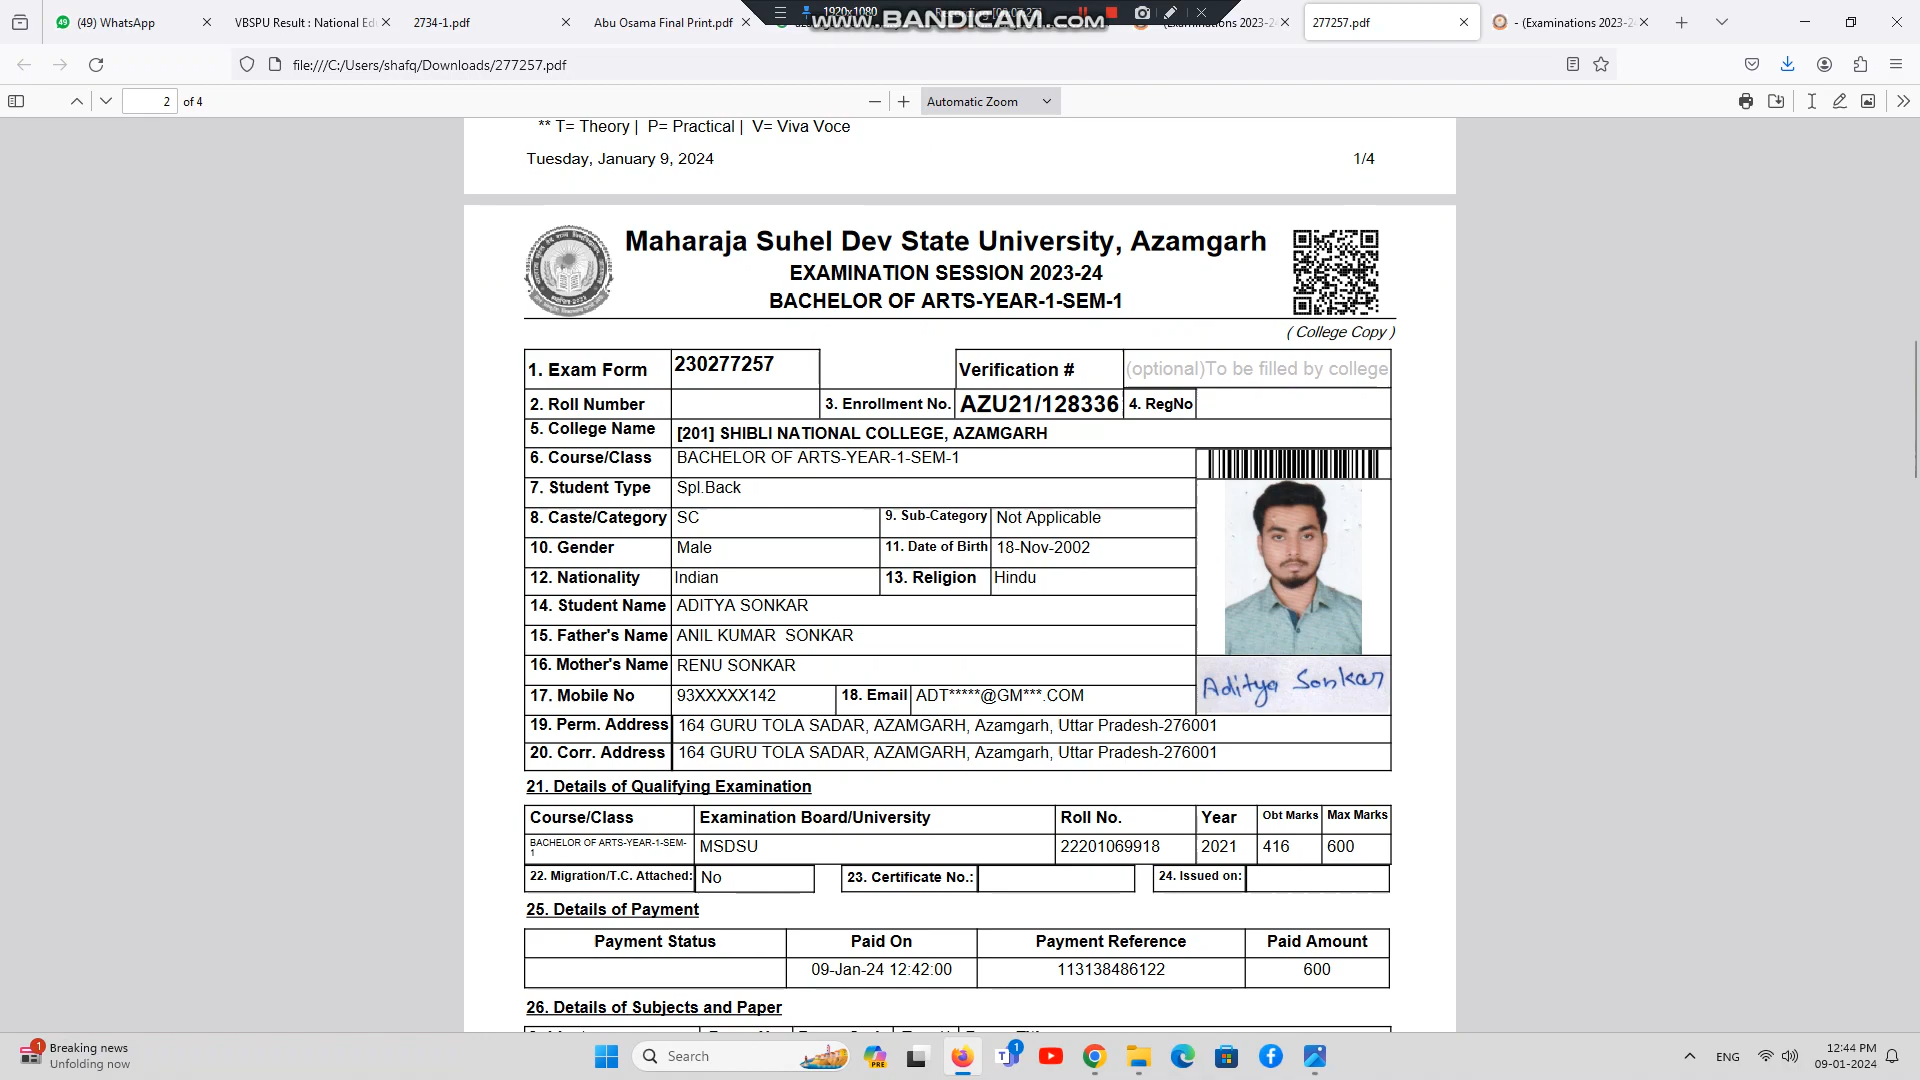 (49) WhatsApp
VBSPU Result : National Ed
2734-1.pdf
Abu Osama Final Print.pdf
1920x1080
www.BANDICAM.com
(Examinations 2023-2
277257.pdf
- (Examinations 2023-2
file:///C:/Users/shafq/Downloads/277257.pdf
2 of 4
Automatic Zoom
** T= Theory | P= Practical | V= Viva Voce
Tuesday, January 9, 2024 1/4
Maharaja Suhel Dev State University, Azamgarh
EXAMINATION SESSION 2023-24
BACHELOR OF ARTS-YEAR-1-SEM-1
( College Copy )
1. Exam Form 230277257 Verification # (optional)To be filled by college
2. Roll Number 3. Enrollment No. AZU21/128336 4. RegNo
5. College Name [201] SHIBLI NATIONAL COLLEGE, AZAMGARH
6. Course/Class BACHELOR OF ARTS-YEAR-1-SEM-1
7. Student Type Spl.Back
8. Caste/Category SC 9. Sub-Category Not Applicable
10. Gender Male 11. Date of Birth 18-Nov-2002
12. Nationality Indian 13. Religion Hindu
14. Student Name ADITYA SONKAR
15. Father's Name ANIL KUMAR SONKAR
16. Mother's Name RENU SONKAR
Aditya Sonkar
17. Mobile No 93XXXXX142 18. Email ADT*****@GM***.COM
19. Perm. Address 164 GURU TOLA SADAR, AZAMGARH, Azamgarh, Uttar Pradesh-276001
20. Corr. Address 164 GURU TOLA SADAR, AZAMGARH, Azamgarh, Uttar Pradesh-276001
21. Details of Qualifying Examination
Course/Class Examination Board/University Roll No. Year Obt Marks Max Marks
BACHELOR OF ARTS-YEAR-1-SEM-
1
MSDSU 22201069918 2021 416 600
22. Migration/T.C. Attached: No 23. Certificate No.: 24. Issued on:
25. Details of Payment
Payment Status Paid On Payment Reference Paid Amount
09-Jan-24 12:42:00 113138486122 600
26. Details of Subjects and Paper
1 Breaking news
Unfolding now
Search
PRE
1
ENG
12:44 PM
09-01-2024